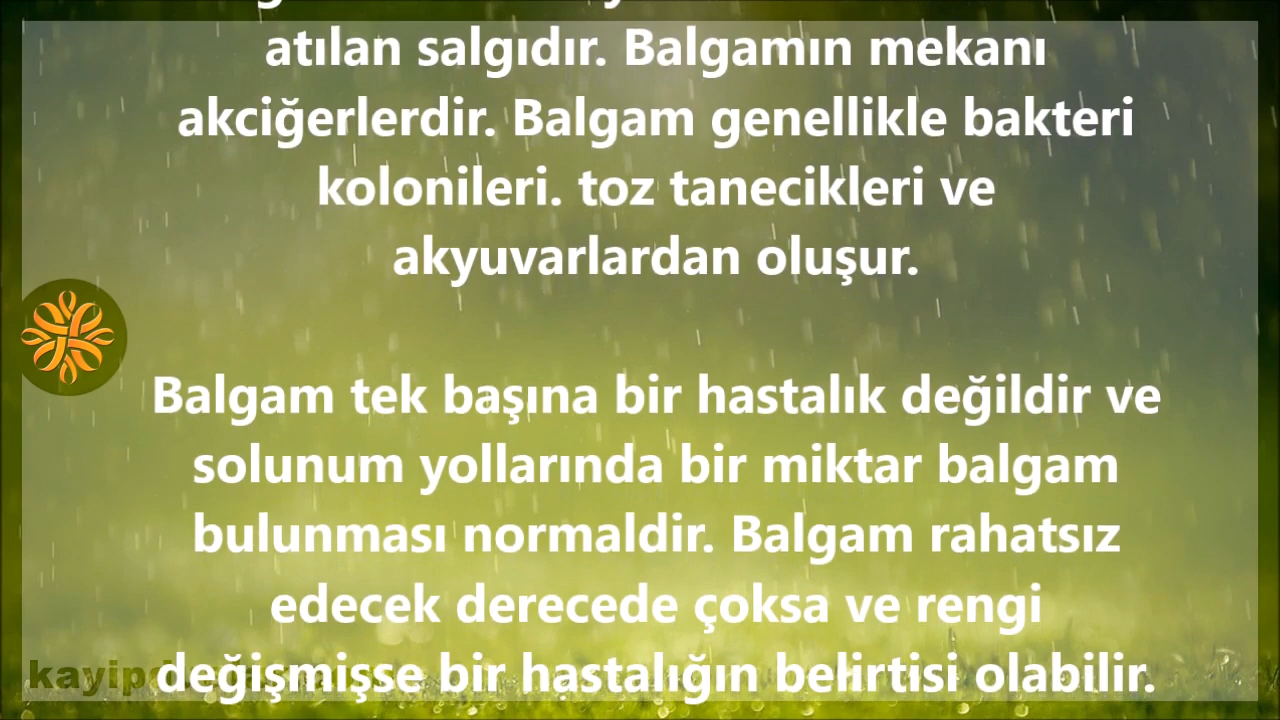 atılan salgıdır. Balgamın mekanı
akciğerlerdir. Balgam genellikle bakteri
kolonileri. toz tanecikleri ve
akyuvarlardan oluşur.
Balgam tek başına bir hastalık değildir ve
solunum yollarında bir miktar balgam
bulunması normaldir. Balgam rahatsız
edecek derecede çoksa ve rengi
değişmişse bir hastalığın belirtisi olabilir.